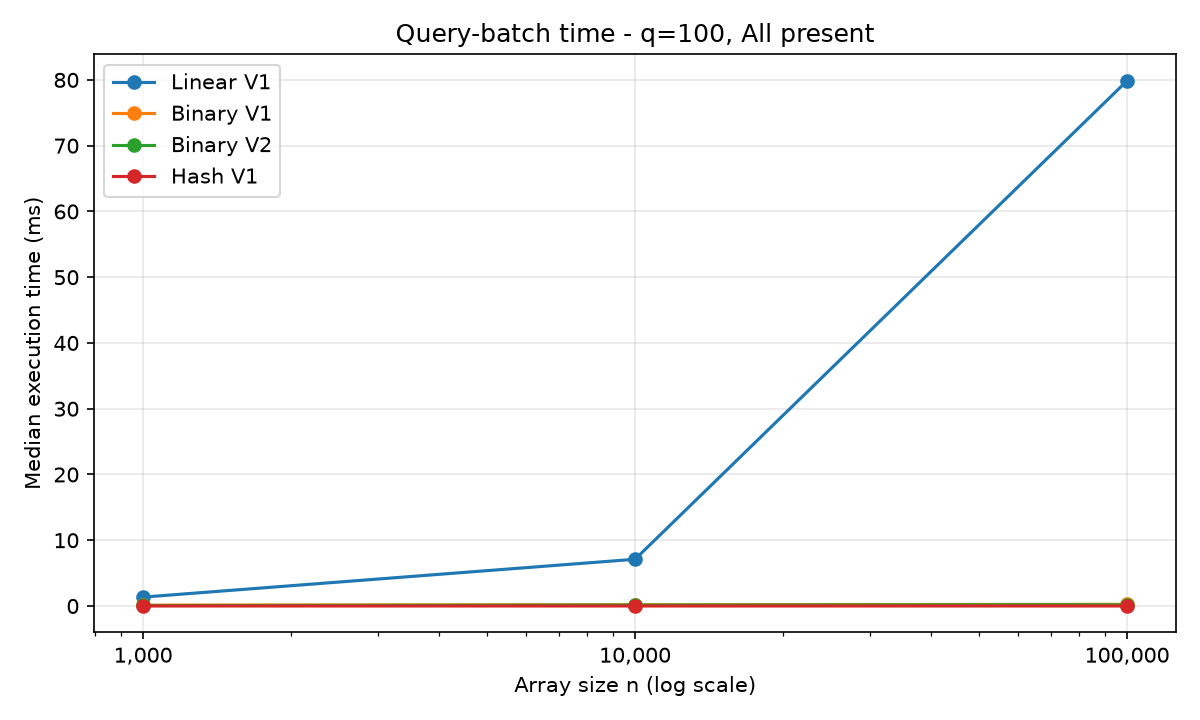 Query-batch time - q=100, All present
Linear V1
Binary V1
Binary V2
Hash V1
Median execution time (ms)
80
70
60
50
40
30
20
10
0
1,000
10,000
100,000
Array size n (log scale)